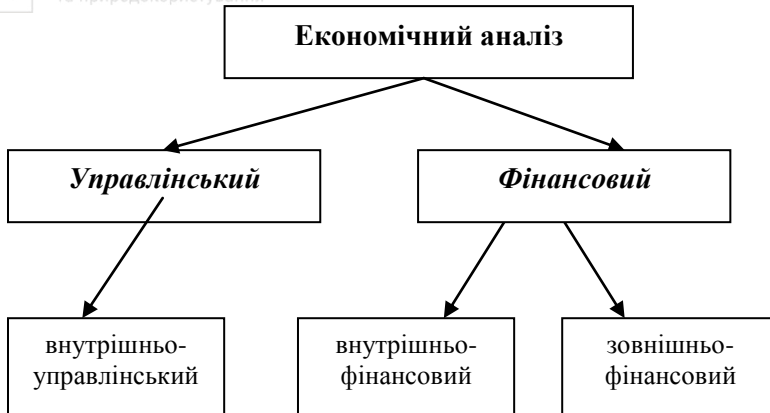 Економічний аналіз
Управлінський
Фінансовий
внутрішньо-
управлінський
внутрішньо-
фінансовий
зовнішньо-
фінансовий